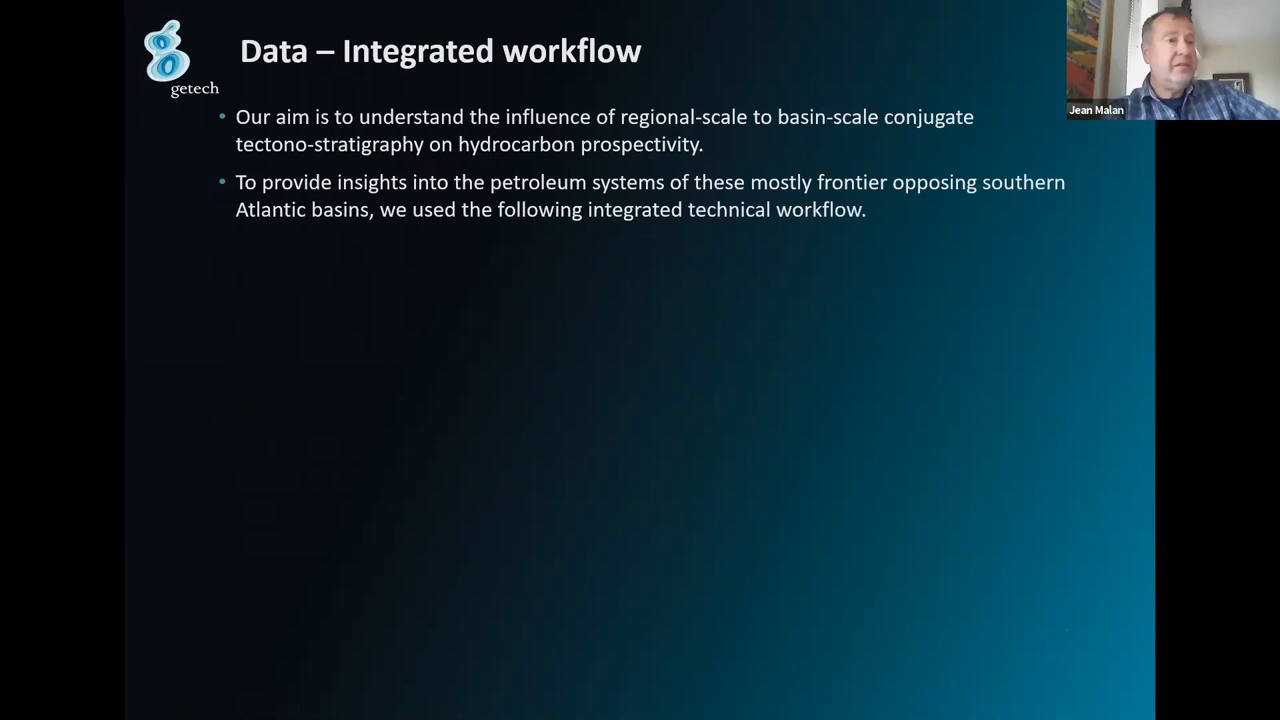 Data – Integrated workflow
getech
Jean Malan
• Our aim is to understand the influence of regional-scale to basin-scale conjugate
tectono-stratigraphy on hydrocarbon prospectivity.
• To provide insights into the petroleum systems of these mostly frontier opposing southern
Atlantic basins, we used the following integrated technical workflow.